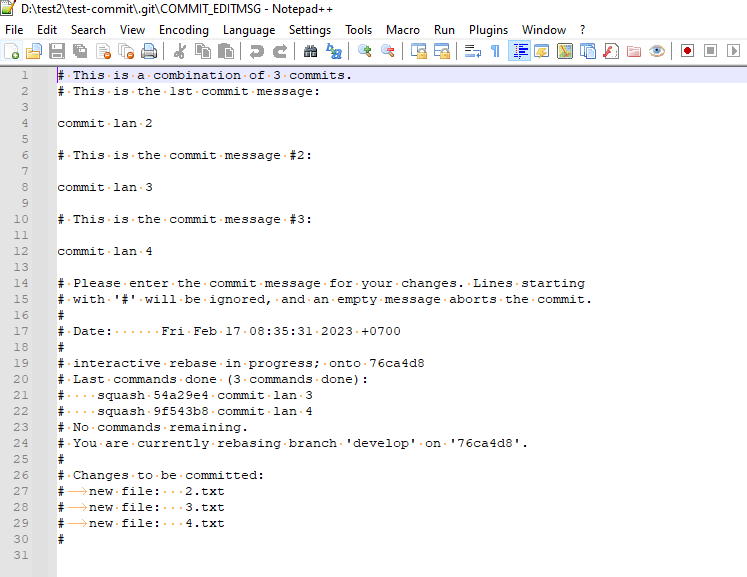 D:\test2\test-commit\.git\COMMIT_EDITMSG - Notepad++
File Edit Search View Encoding Language Settings Tools Macro Run Plugins Window ?
1 # This is a combination of 3 commits.
2 # This is the 1st commit message:
3
4 commit lan 2
5
6 # This is the commit message #2:
7
8 commit lan 3
9
10 # This is the commit message #3:
11
12 commit lan 4
13
14 # Please enter the commit message for your changes. Lines starting
15 # with '#' will be ignored, and an empty message aborts the commit.
16 #
17 # Date:      Fri Feb 17 08:35:31 2023 +0700
18 #
19 # interactive rebase in progress; onto 76ca4d8
20 # Last commands done (3 commands done):
21 #    squash 54a29e4 commit lan 3
22 #    squash 9f543b8 commit lan 4
23 # No commands remaining.
24 # You are currently rebasing branch 'develop' on '76ca4d8'.
25 #
26 # Changes to be committed:
27 #	new file:   2.txt
28 #	new file:   3.txt
29 #	new file:   4.txt
30 #
31